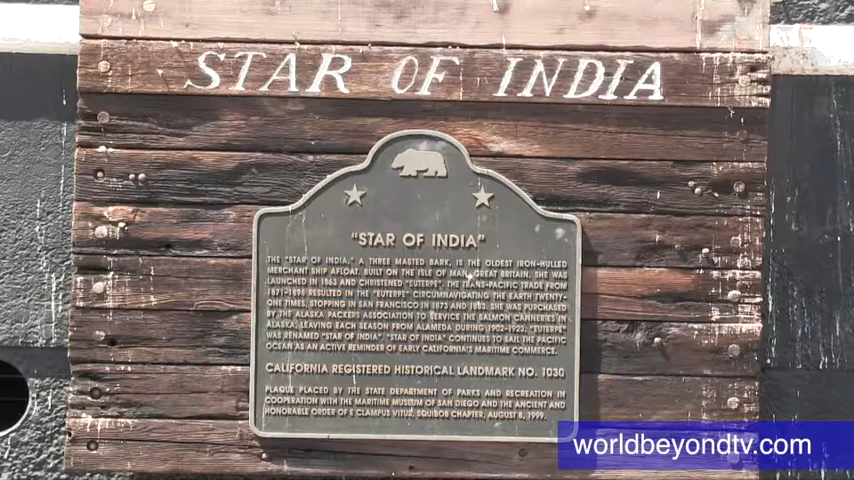 STAR OF INDIA
"STAR OF INDIA"
THE "STAR OF INDIA," A THREE MASTED BARK, IS THE OLDEST IRON-HULLED
MERCHANT SHIP AFLOAT. BUILT ON THE ISLE OF MAN, GREAT BRITAIN, SHE WAS
LAUNCHED IN 1863 AND CHRISTENED "EUTERPE". THE TRANS-PACIFIC TRADE FROM
1871-1898 RESULTED IN THE "EUTERPE" CIRCUMNAVIGATING THE EARTH TWENTY-
ONE TIMES, STOPPING IN SAN FRANCISCO IN 1873 AND 1883. SHE WAS PURCHASED
BY THE ALASKA PACKERS ASSOCIATION TO SERVICE THE SALMON CANNERIES IN
ALASKA, LEAVING EACH SEASON FROM ALAMEDA DURING 1902-1923. "EUTERPE"
WAS RENAMED "STAR OF INDIA". "STAR OF INDIA" CONTINUES TO SAIL THE PACIFIC
OCEAN AS AN ACTIVE REMINDER OF EARLY CALIFORNIA'S MARITIME COMMERCE.
CALIFORNIA REGISTERED HISTORICAL LANDMARK NO. 1030
PLAQUE PLACED BY THE STATE DEPARTMENT OF PARKS AND RECREATION IN
COOPERATION WITH THE MARITIME MUSEUM OF SAN DIEGO AND THE ANCIENT AND
HONORABLE ORDER OF E CLAMPUS VITUS, SQUIBOB CHAPTER, AUGUST 8, 1999.
worldbeyondtv.com